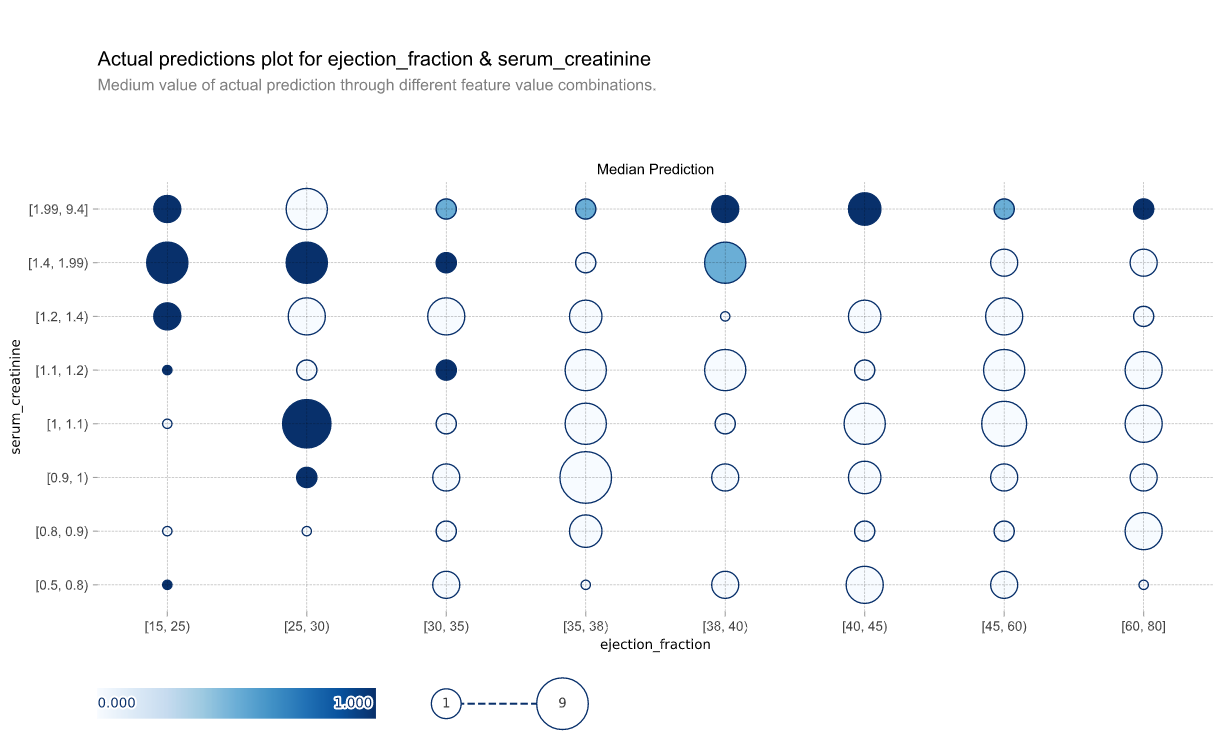 Actual predictions plot for ejection_fraction & serum_creatinine
Medium value of actual prediction through different feature value combinations.
Median Prediction
[1.99, 9.4]
[1.4, 1.99)
[1.2, 1.4)
[1.1, 1.2)
[1, 1.1)
[0.9, 1)
[0.8, 0.9)
[0.5, 0.8)
serum_creatinine
[15, 25) [25, 30) [30, 35) [35, 38) [38, 40) [40, 45) [45, 60) [60, 80]
ejection_fraction
0.000 1.000 1 9